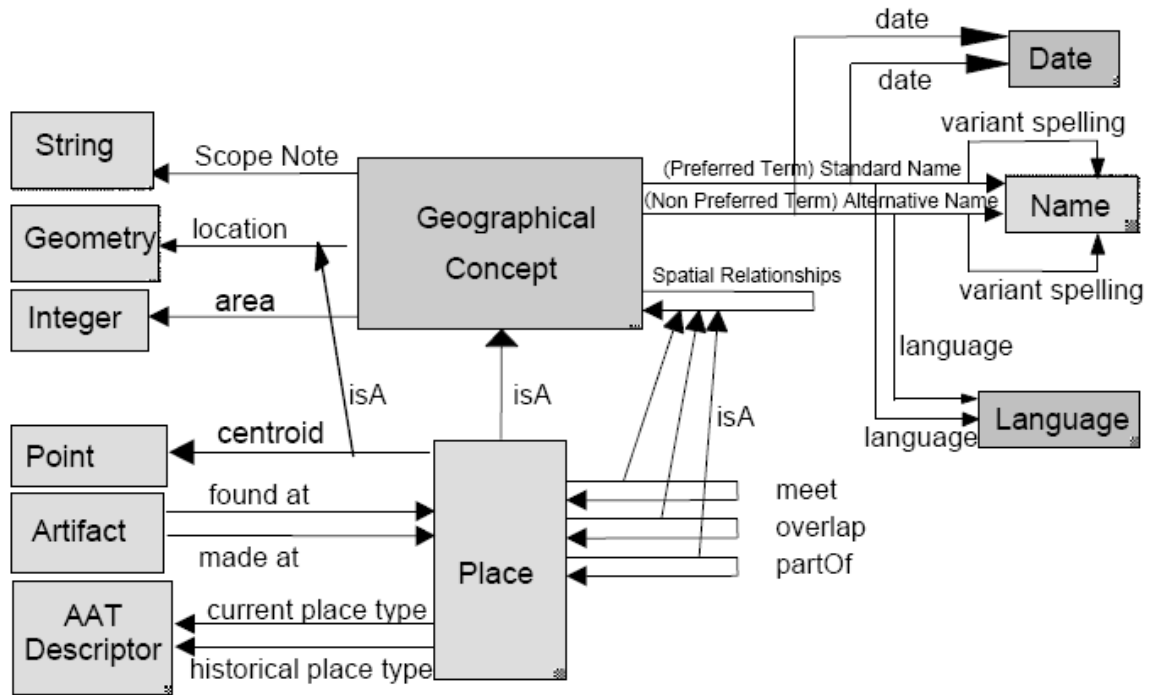 date
Date
date
String
Scope Note
variant spelling
(Preferred Term) Standard Name
(Non Preferred Term) Alternative Name
Name
Geographical
Concept
Geometry
location
Spatial Relationships
variant spelling
Integer
area
language
isA
isA
isA
Language
language
Point
centroid
Artifact
found at
made at
Place
meet
overlap
partOf
AAT
Descriptor
current place type
historical place type